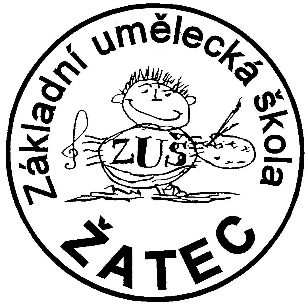 Základní umělecká škola
ZUŠ
ŽATEC